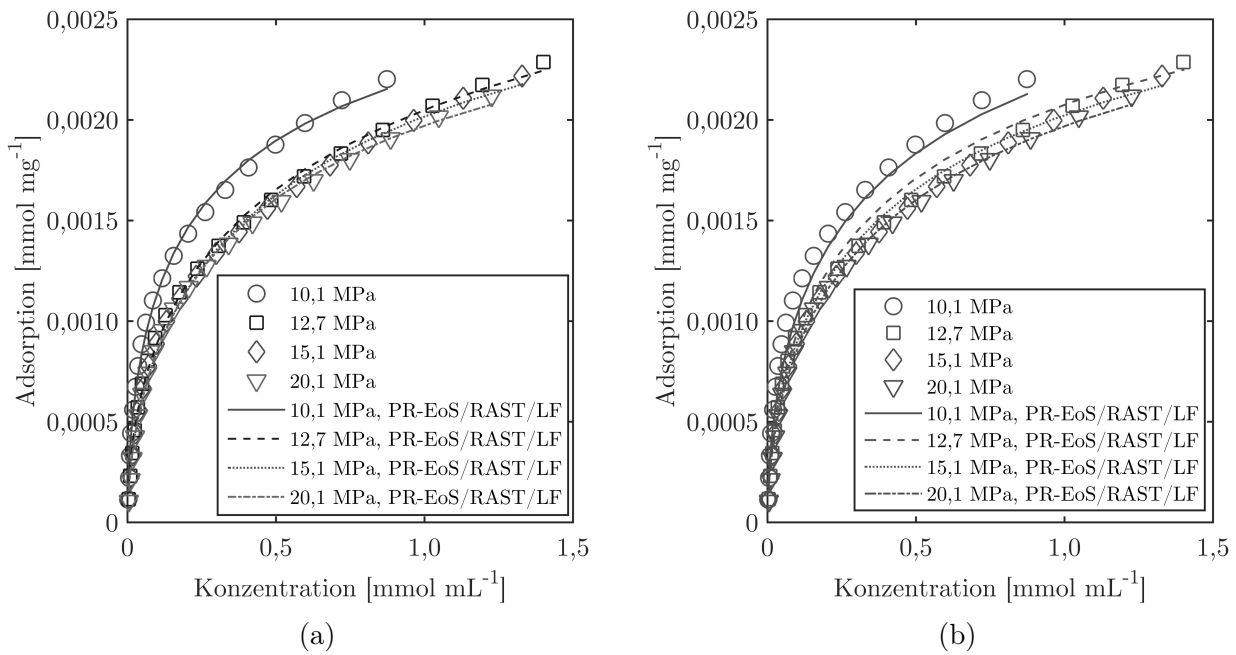 0,0025
0,0020
0,0015
0,0010
0,0005
0
Adsorption [mmol mg-1]
10,1 MPa
12,7 MPa
15,1 MPa
20,1 MPa
10,1 MPa, PR-EoS/RAST/LF
12,7 MPa, PR-EoS/RAST/LF
15,1 MPa, PR-EoS/RAST/LF
20,1 MPa, PR-EoS/RAST/LF
0 0,5 1,0 1,5
Konzentration [mmol mL-1]
(a)
0,0025
0,0020
0,0015
0,0010
0,0005
0
Adsorption [mmol mg-1]
10,1 MPa
12,7 MPa
15,1 MPa
20,1 MPa
10,1 MPa, PR-EoS/RAST/LF
12,7 MPa, PR-EoS/RAST/LF
15,1 MPa, PR-EoS/RAST/LF
20,1 MPa, PR-EoS/RAST/LF
0 0,5 1,0 1,5
Konzentration [mmol mL-1]
(b)